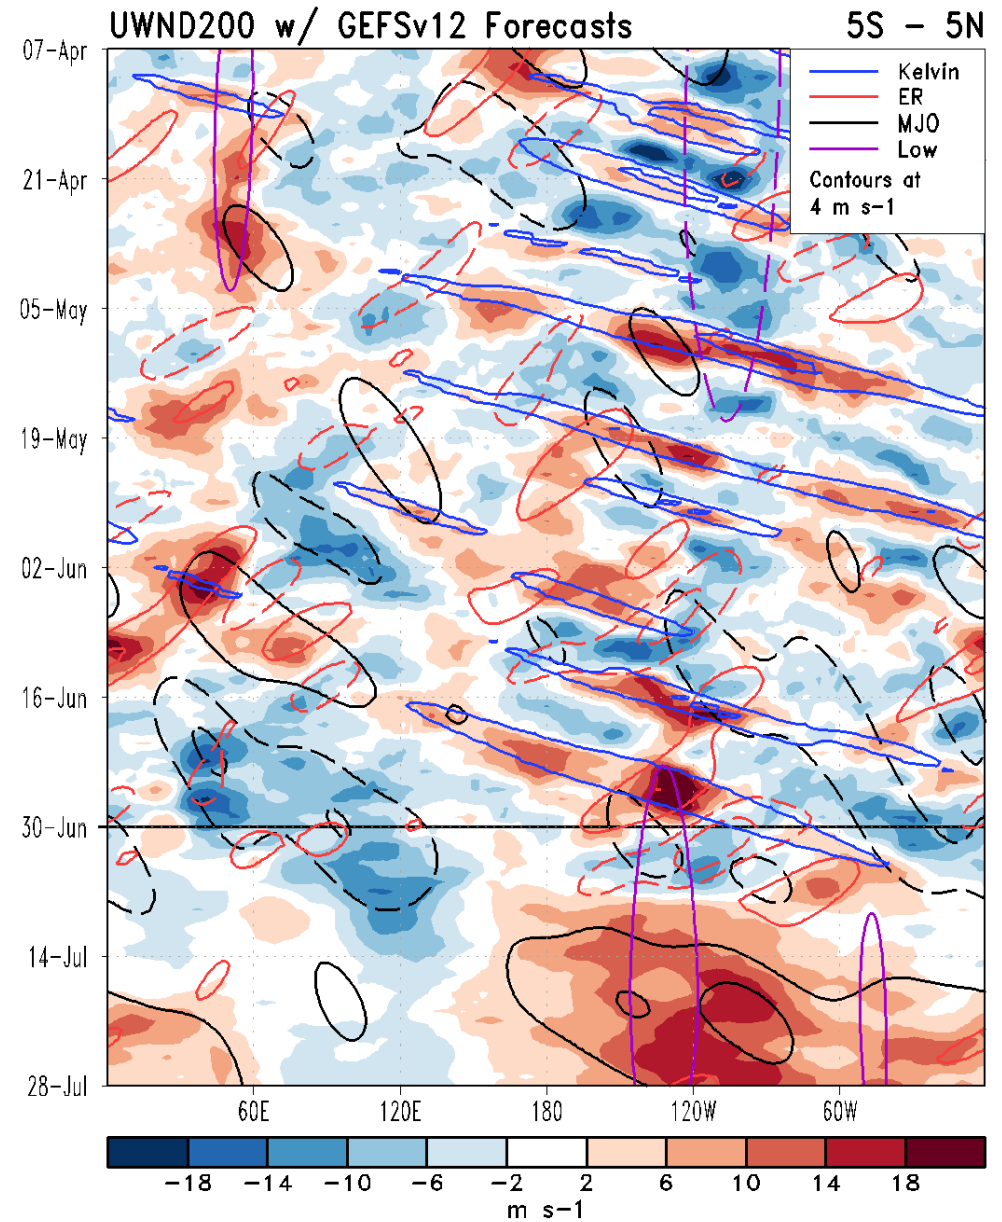 UWND200 w/ GEFSv12 Forecasts 5S - 5N
07-Apr
21-Apr
05-May
19-May
02-Jun
16-Jun
30-Jun
14-Jul
28-Jul
Kelvin
ER
MJO
Low
Contours at
4 m s-1
60E 120E 180 120W 60W
-18 -14 -10 -6 -2 2 6 10 14 18
m s-1